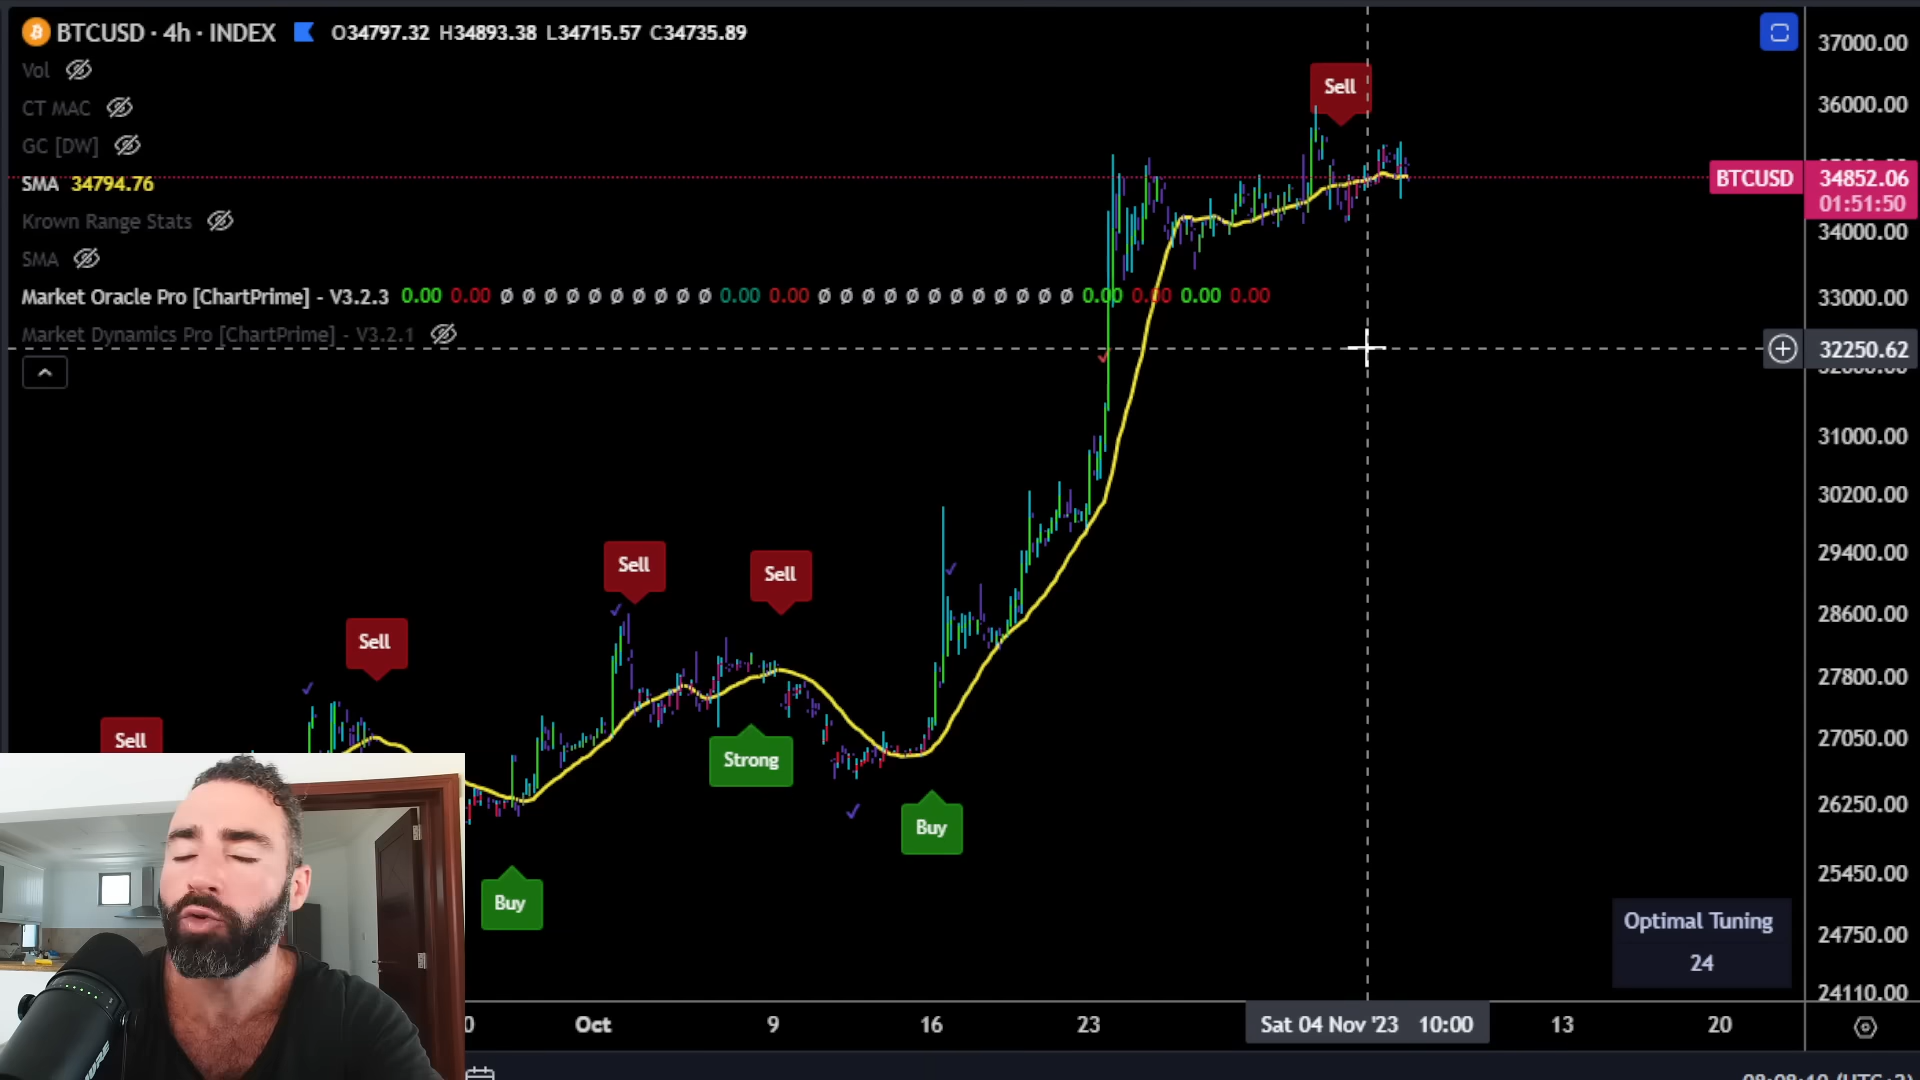 BTCUSD · 4h · INDEX O34797.32 H34893.38 L34715.57 C34735.89
Vol
CT MAC
GC [DW]
SMA 34794.76
Krown Range Stats
SMA
Market Oracle Pro [ChartPrime] - V3.2.3 0.00 0.00 Ø Ø Ø Ø Ø Ø Ø Ø Ø Ø 0.00 0.00 Ø Ø Ø Ø Ø Ø Ø Ø Ø Ø Ø Ø 0.00 0.00 0.00 0.00
Market Dynamics Pro [ChartPrime] - V3.2.1
Sell
Sell
Sell
Sell
Sell
Strong
Buy
Buy
37000.00
36000.00
BTCUSD 34852.06
01:51:50
34000.00
33000.00
32250.62
31000.00
30200.00
29400.00
28600.00
27800.00
27050.00
26250.00
25450.00
24750.00
24110.00
Optimal Tuning
24
Oct 9 16 23 Sat 04 Nov '23 10:00 13 20